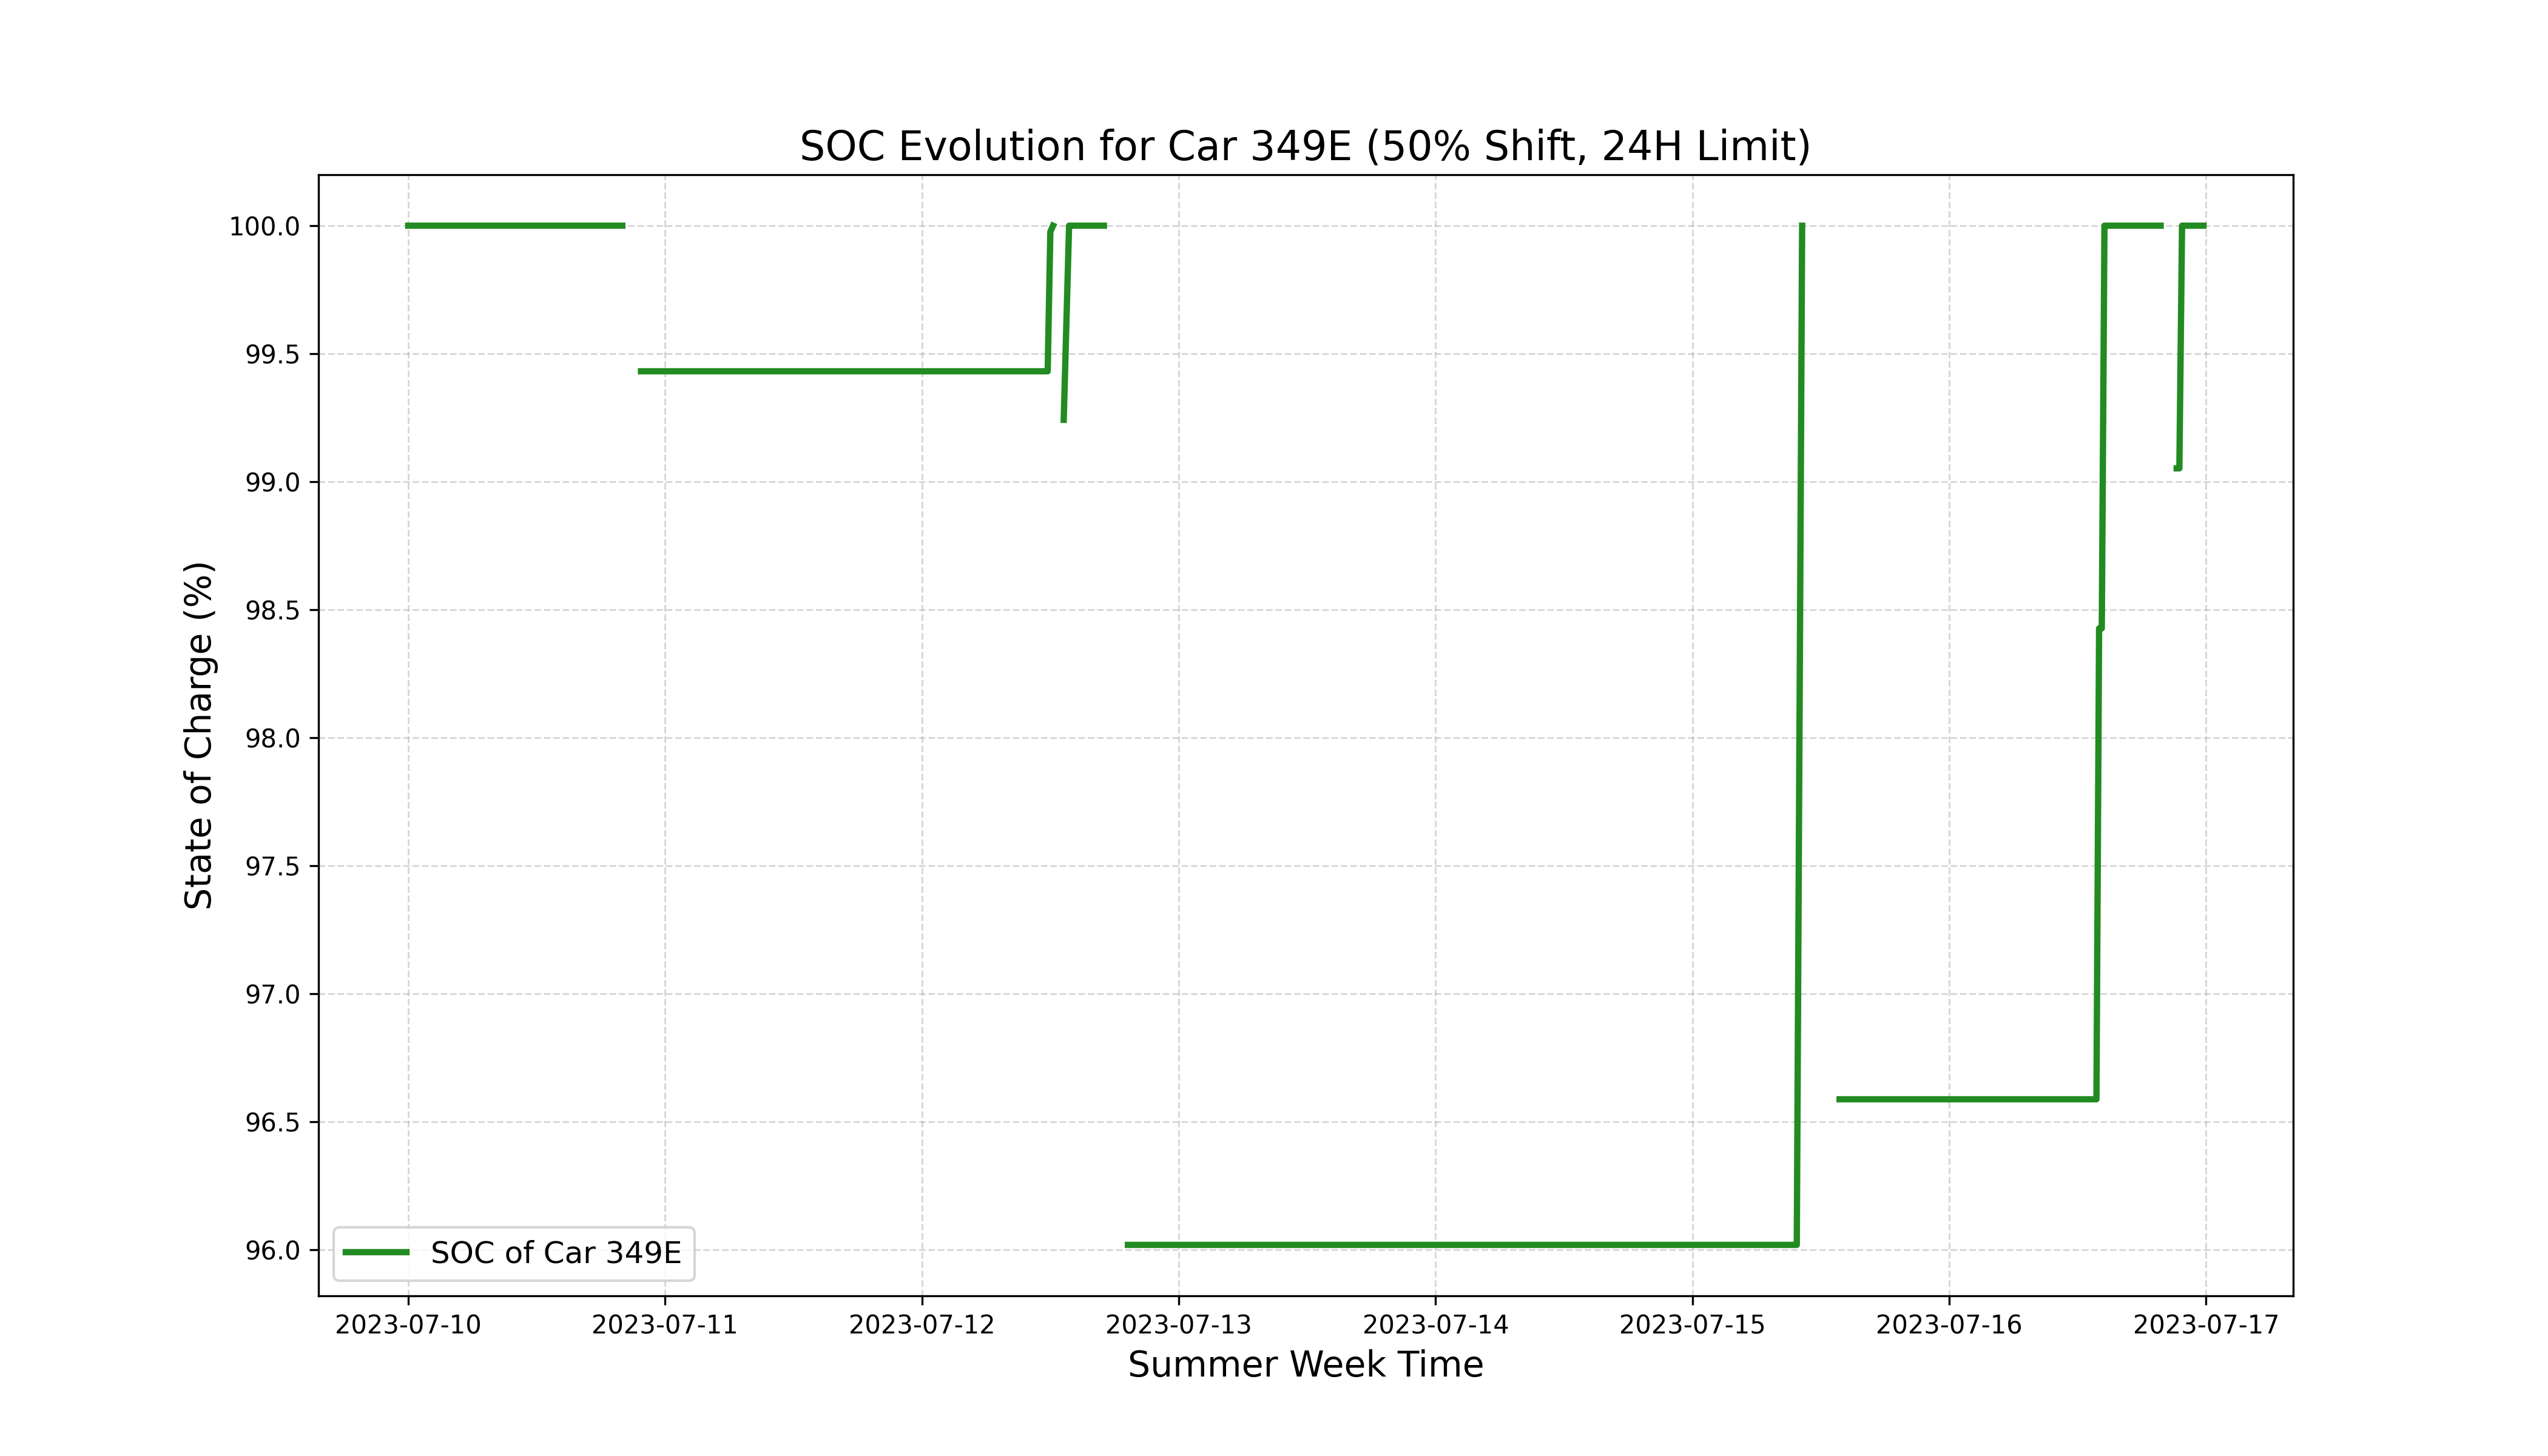 SOC Evolution for Car 349E (50% Shift, 24H Limit)
State of Charge (%)
100.0
99.5
99.0
98.5
98.0
97.5
97.0
96.5
96.0
SOC of Car 349E
2023-07-10 2023-07-11 2023-07-12 2023-07-13 2023-07-14 2023-07-15 2023-07-16 2023-07-17
Summer Week Time